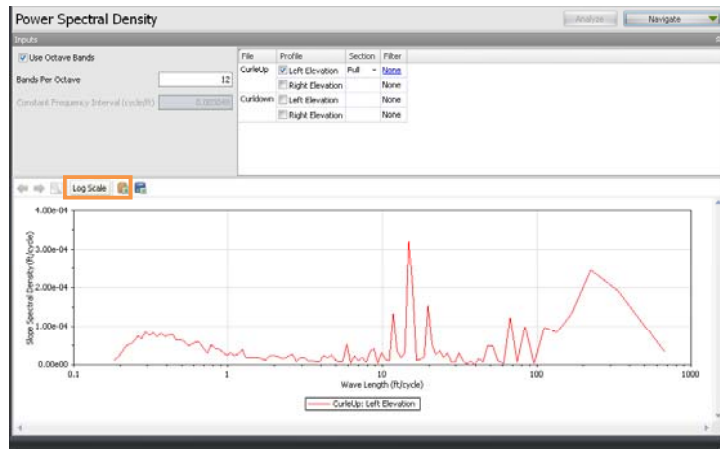 Power Spectral Density
Analyze
Navigate
Inputs
Use Octave Bands
Bands Per Octave 12
Constant Frequency Interval (cycle/ft)
File Profile Section Filter
CurleUp Left Elevation Full None
Right Elevation None
Curldown Left Elevation None
Right Elevation None
Log Scale
4.00e-04
3.00e-04
2.00e-04
1.00e-04
0.00e00
Slope Spectral Density (ft/cycle)
0.1 1 10 100 1000
Wave Length (ft/cycle)
CurleUp: Left Elevation